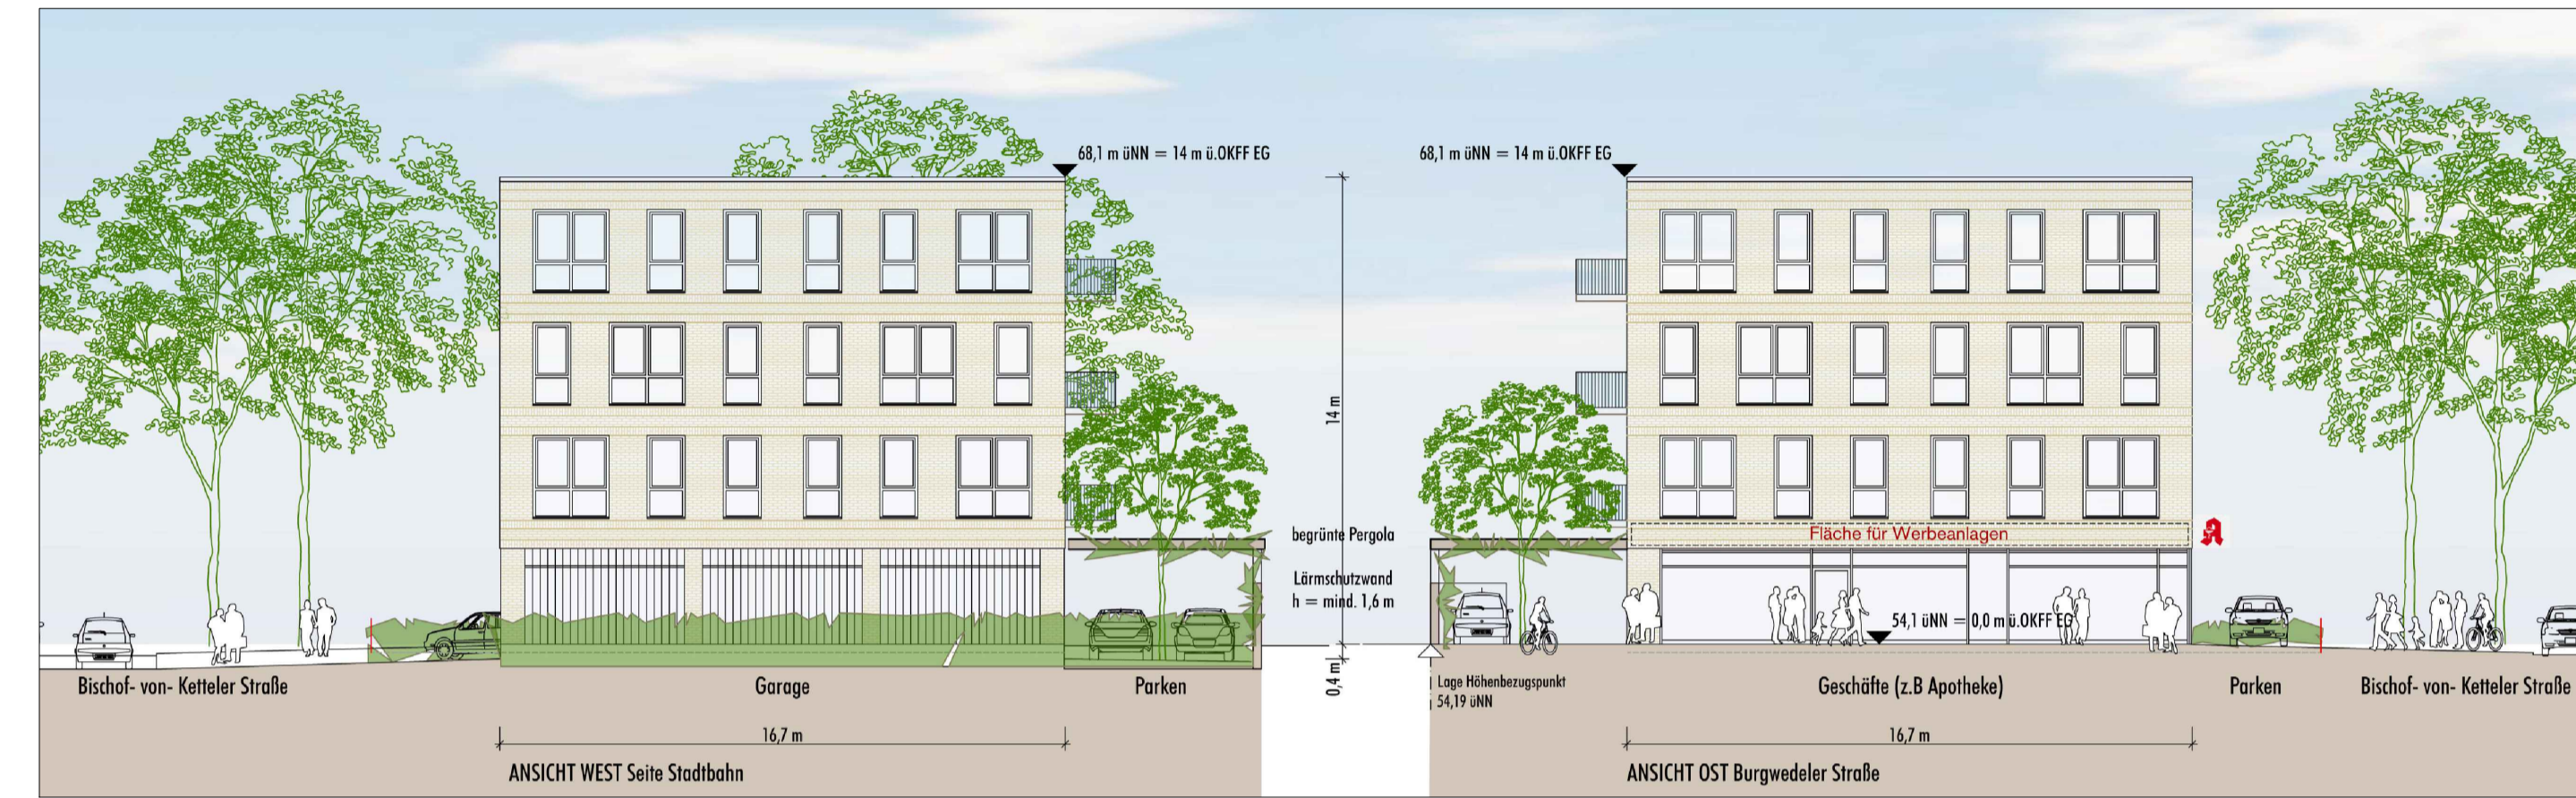 68,1 m üNN = 14 m ü.OKFF EG
68,1 m üNN = 14 m ü.OKFF EG
14 m
begrünte Pergola
Lärmschutzwand
h = mind. 1,6 m
Fläche für Werbeanlagen
A
54,1 üNN = 0,0 m ü.OKFF EG
0,4 m
Lage Höhenbezugspunkt
54,19 üNN
Bischof- von- Ketteler Straße
Garage
Parken
Geschäfte (z.B Apotheke)
Parken
Bischof- von- Ketteler Straße
16,7 m
16,7 m
ANSICHT WEST Seite Stadtbahn
ANSICHT OST Burgwedeler Straße